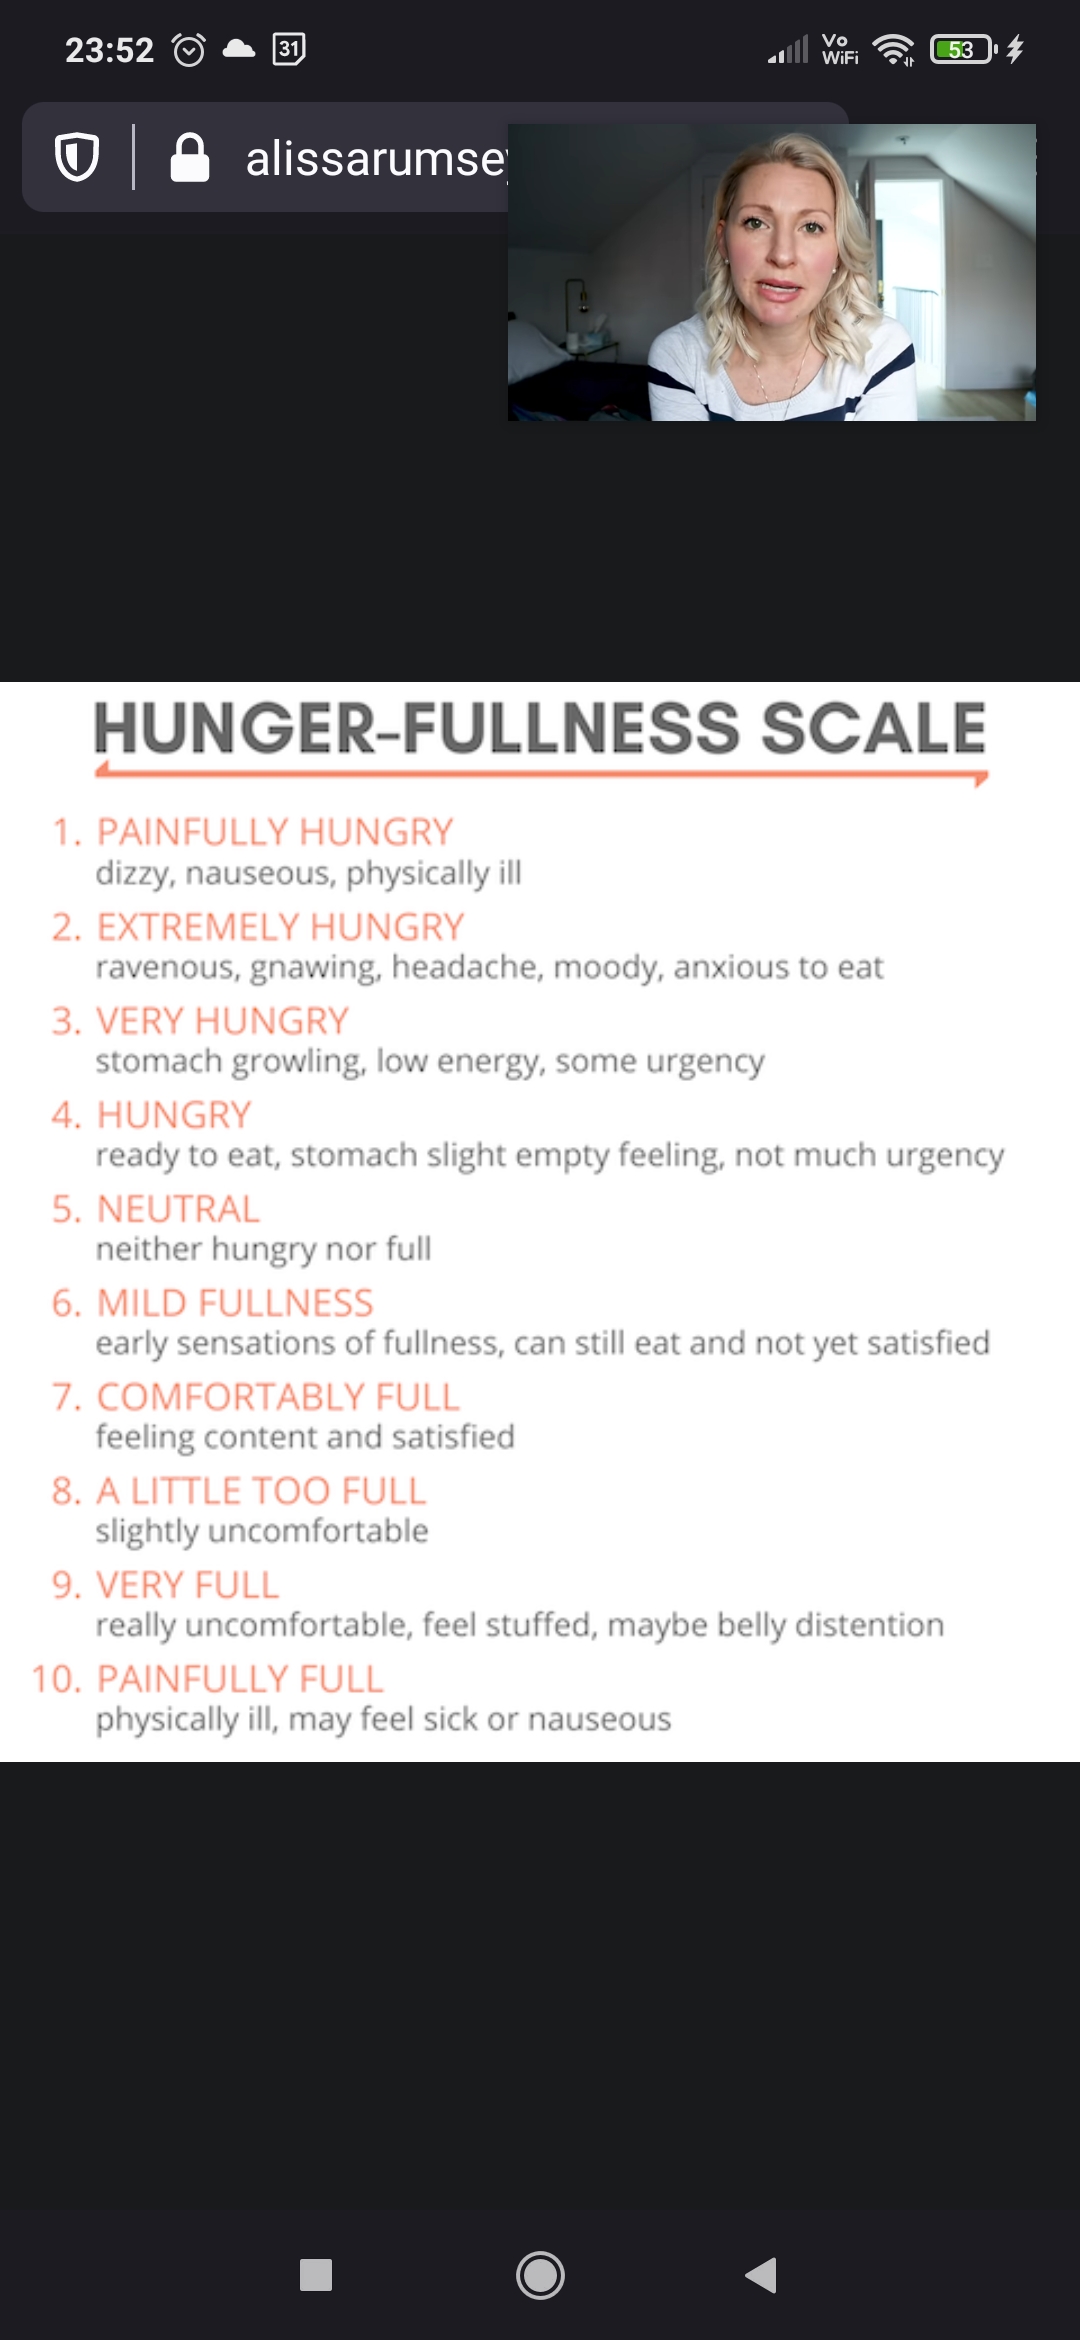 23:52
31
Vo
WiFi
53
alissarumsey
HUNGER-FULLNESS SCALE
1. PAINFULLY HUNGRY
dizzy, nauseous, physically ill
2. EXTREMELY HUNGRY
ravenous, gnawing, headache, moody, anxious to eat
3. VERY HUNGRY
stomach growling, low energy, some urgency
4. HUNGRY
ready to eat, stomach slight empty feeling, not much urgency
5. NEUTRAL
neither hungry nor full
6. MILD FULLNESS
early sensations of fullness, can still eat and not yet satisfied
7. COMFORTABLY FULL
feeling content and satisfied
8. A LITTLE TOO FULL
slightly uncomfortable
9. VERY FULL
really uncomfortable, feel stuffed, maybe belly distention
10. PAINFULLY FULL
physically ill, may feel sick or nauseous